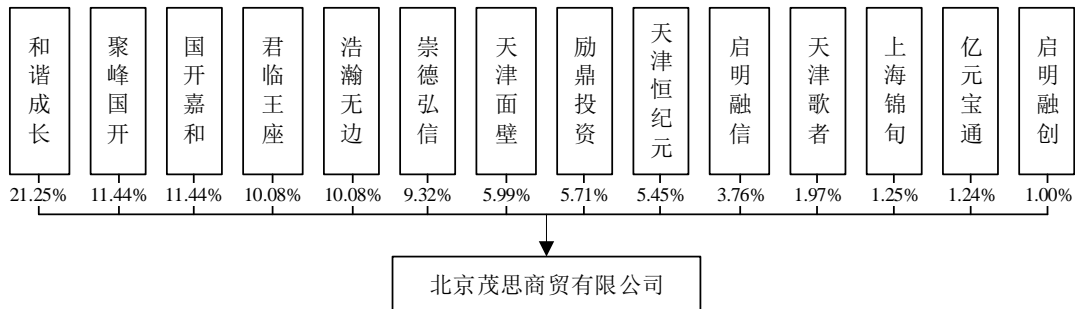 和谐成长
聚峰国开
国开嘉和
君临王座
浩瀚无边
崇德弘信
天津面壁
励鼎投资
天津恒纪元
启明融信
天津歌者
上海锦旬
亿元宝通
启明融创
21.25%
11.44%
11.44%
10.08%
10.08%
9.32%
5.99%
5.71%
5.45%
3.76%
1.97%
1.25%
1.24%
1.00%
北京茂思商贸有限公司